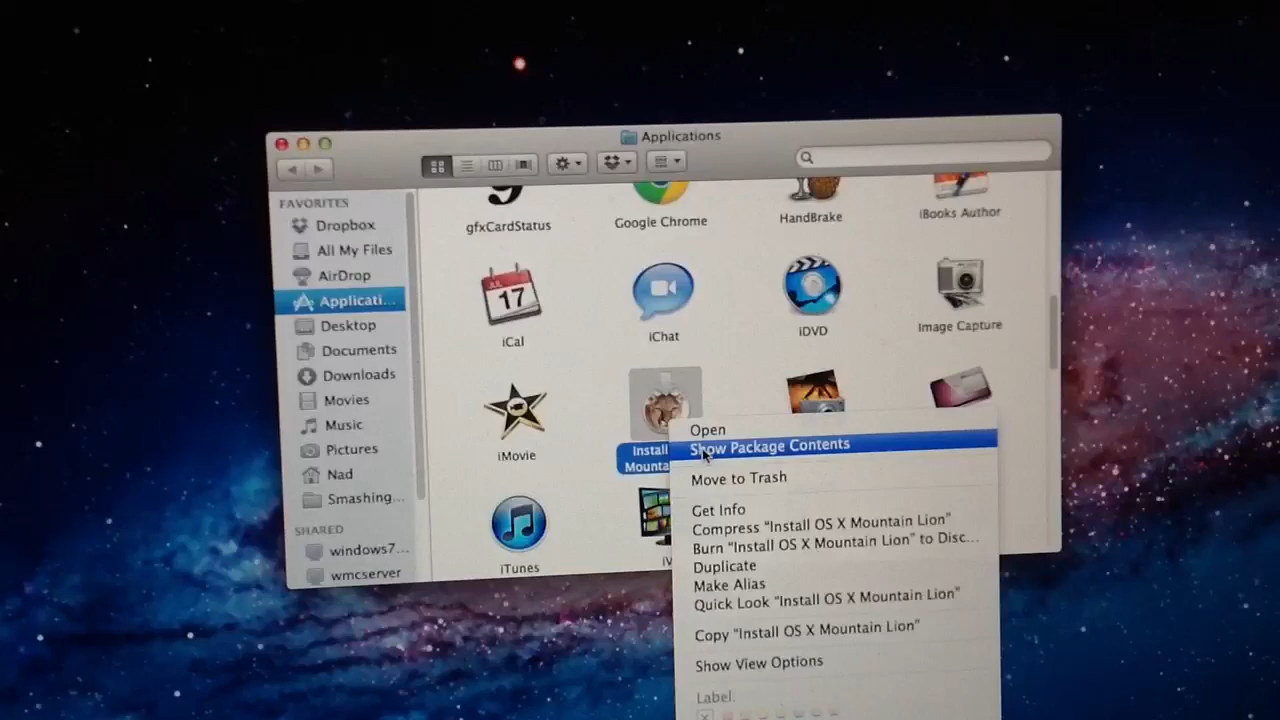 Applications
FAVORITES
Dropbox
All My Files
AirDrop
Applicati...
Desktop
Documents
Downloads
Movies
Music
Pictures
Nad
Smashing...
SHARED
windows7...
wmcserver
9
gfxCardStatus
Google Chrome
HandBrake
iBooks Author
JUL
17
iCal
iChat
iDVD
Image Capture
iMovie
Install
Mounta
iTunes
Open
Show Package Contents
Move to Trash
Get Info
Compress "Install OS X Mountain Lion"
Burn "Install OS X Mountain Lion" to Disc...
Duplicate
Make Alias
Quick Look "Install OS X Mountain Lion"
Copy "Install OS X Mountain Lion"
Show View Options
Label: